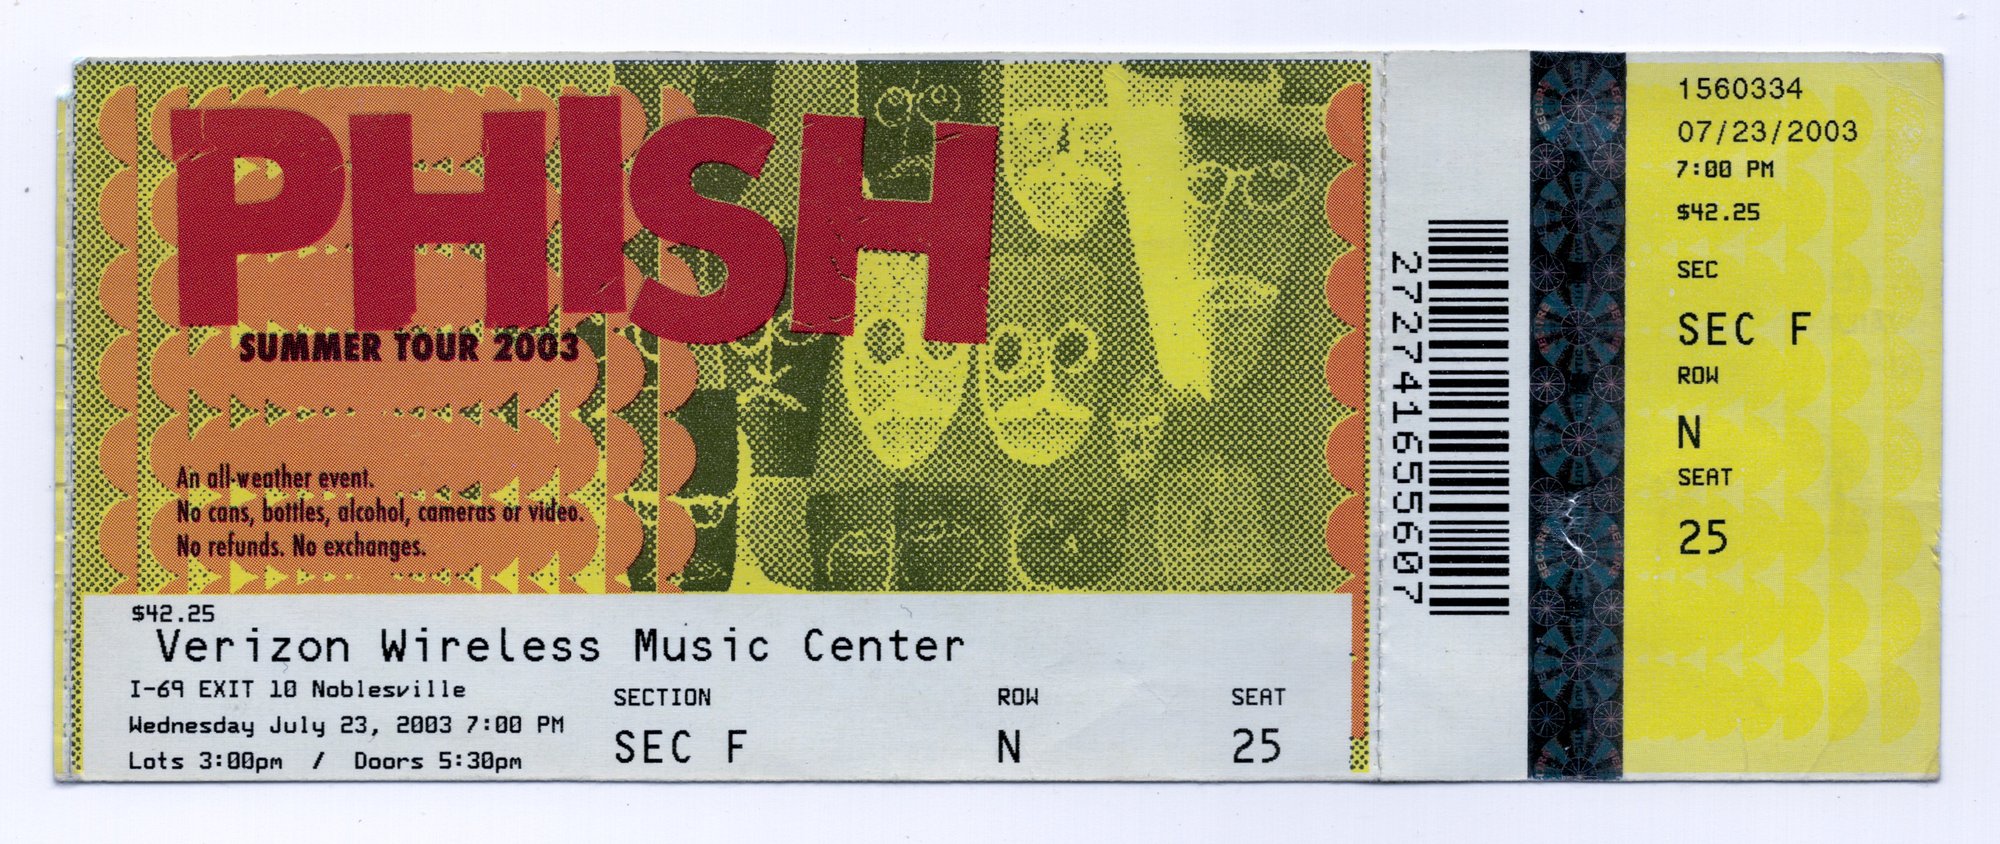 PHISH
SUMMER TOUR 2003
An all-weather event.
No cans, bottles, alcohol, cameras or video.
No refunds. No exchanges.
$42.25
Verizon Wireless Music Center
I-69 EXIT 10 Noblesville
Wednesday July 23, 2003 7:00 PM
Lots 3:00pm / Doors 5:30pm
SECTION ROW SEAT
SEC F N 25
2727741655607
1560334
07/23/2003
7:00 PM
$42.25
SEC
SEC F
ROW
N
SEAT
25